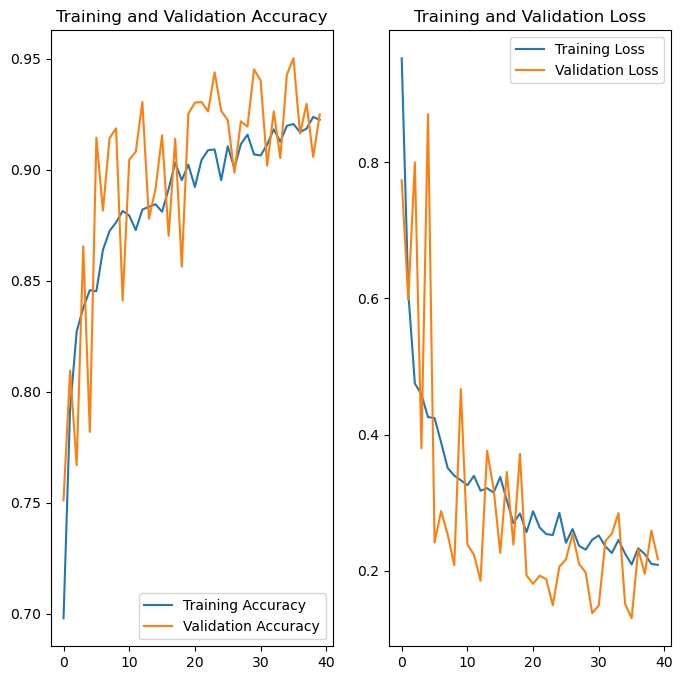 Training and Validation Accuracy
0.95
0.90
0.85
0.80
0.75
0.70
Training Accuracy
Validation Accuracy
0 10 20 30 40
Training and Validation Loss
Training Loss
Validation Loss
0.8
0.6
0.4
0.2
0 10 20 30 40